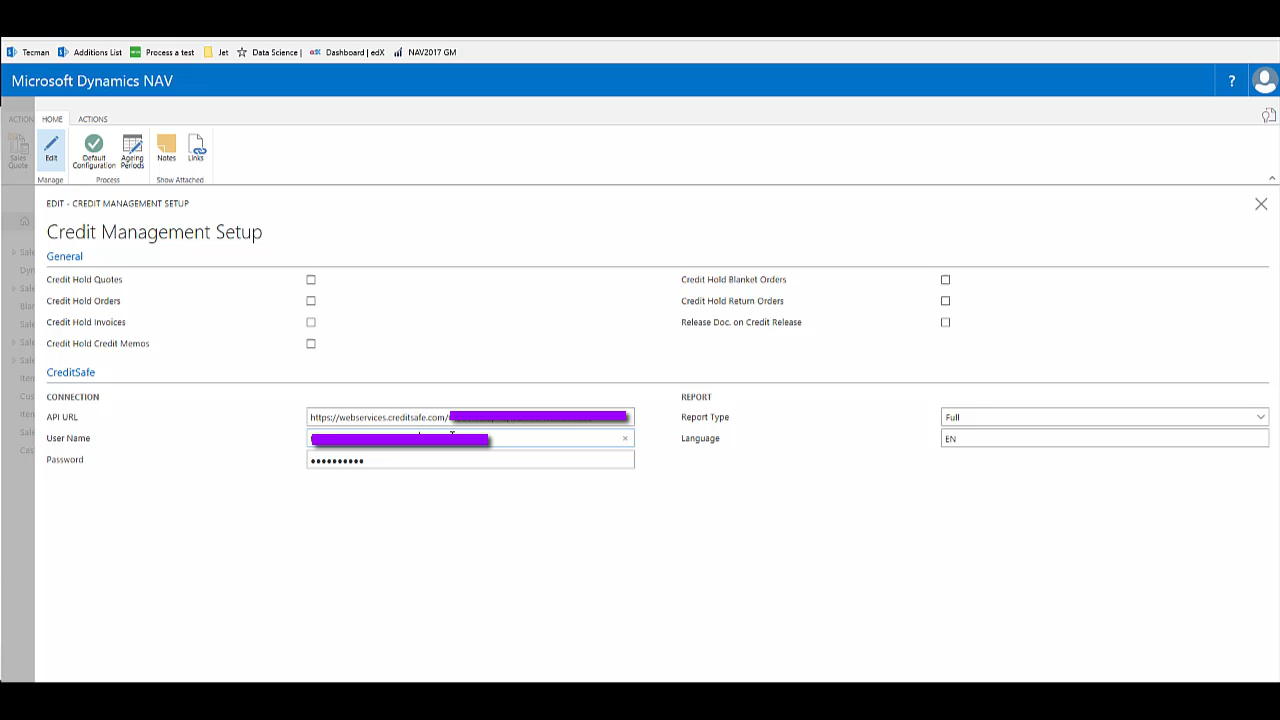 Tecman Additions List Process a test Jet Data Science | Dashboard | edX NAV2017 GM
Microsoft Dynamics NAV ?
ACTION HOME ACTIONS
Sales Quote Edit Default Configuration Ageing Periods Notes Links
Manage Process Show Attached
EDIT - CREDIT MANAGEMENT SETUP
Credit Management Setup
General
Credit Hold Quotes Credit Hold Blanket Orders
Credit Hold Orders Credit Hold Return Orders
Credit Hold Invoices Release Doc. on Credit Release
Credit Hold Credit Memos
CreditSafe
CONNECTION REPORT
API URL https://webservices.creditsafe.com/ Report Type Full
User Name Language EN
Password ••••••••••